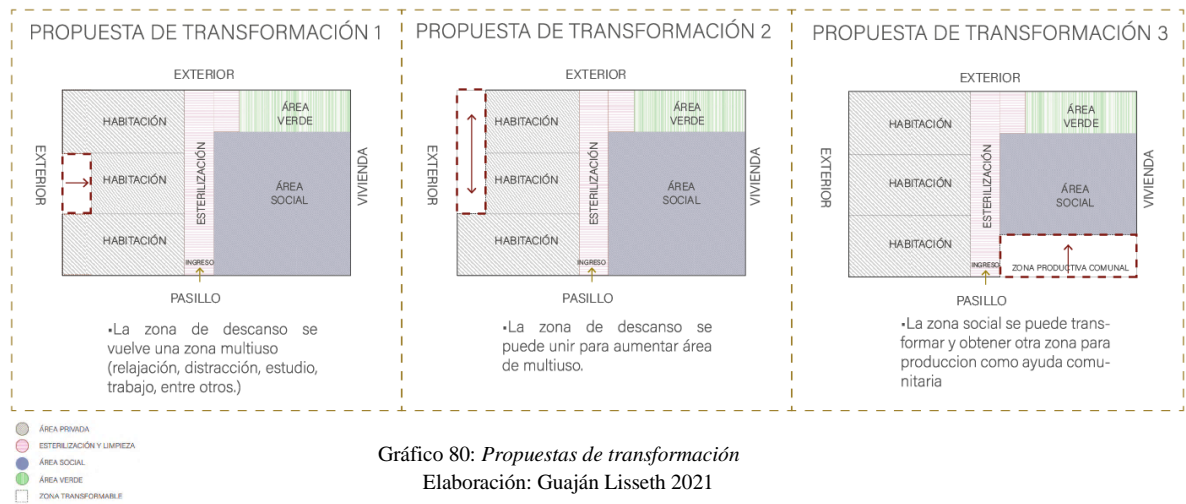 PROPUESTA DE TRANSFORMACIÓN 1
EXTERIOR
EXTERIOR
HABITACIÓN
HABITACIÓN
HABITACIÓN
ESTERILIZACIÓN
INGRESO
ÁREA
VERDE
ÁREA
SOCIAL
VIVIENDA
PASILLO
▪La zona de descanso se
vuelve una zona multiuso
(relajación, distracción, estudio,
trabajo, entre otros.)
PROPUESTA DE TRANSFORMACIÓN 2
EXTERIOR
EXTERIOR
HABITACIÓN
HABITACIÓN
HABITACIÓN
ESTERILIZACIÓN
INGRESO
ÁREA
VERDE
ÁREA
SOCIAL
VIVIENDA
PASILLO
▪La zona de descanso se
puede unir para aumentar área
de multiuso.
PROPUESTA DE TRANSFORMACIÓN 3
EXTERIOR
EXTERIOR
HABITACIÓN
HABITACIÓN
HABITACIÓN
ESTERILIZACIÓN
INGRESO
ÁREA
VERDE
ÁREA
SOCIAL
ZONA PRODUCTIVA COMUNAL
VIVIENDA
PASILLO
▪La zona social se puede trans-
formar y obtener otra zona para
produccion como ayuda comu-
nitaria
ÁREA PRIVADA
ESTERILIZACIÓN Y LIMPIEZA
ÁREA SOCIAL
ÁREA VERDE
ZONA TRANSFORMABLE
Gráfico 80: Propuestas de transformación
Elaboración: Guaján Lisseth 2021